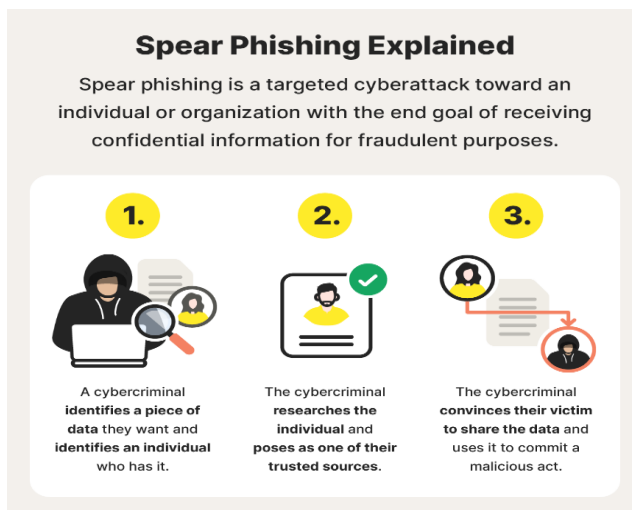 Spear Phishing Explained
Spear phishing is a targeted cyberattack toward an
individual or organization with the end goal of receiving
confidential information for fraudulent purposes.
1.
A cybercriminal
identifies a piece of
data they want and
identifies an individual
who has it.
2.
The cybercriminal
researches the
individual and
poses as one of their
trusted sources.
3.
The cybercriminal
convinces their victim
to share the data and
uses it to commit a
malicious act.